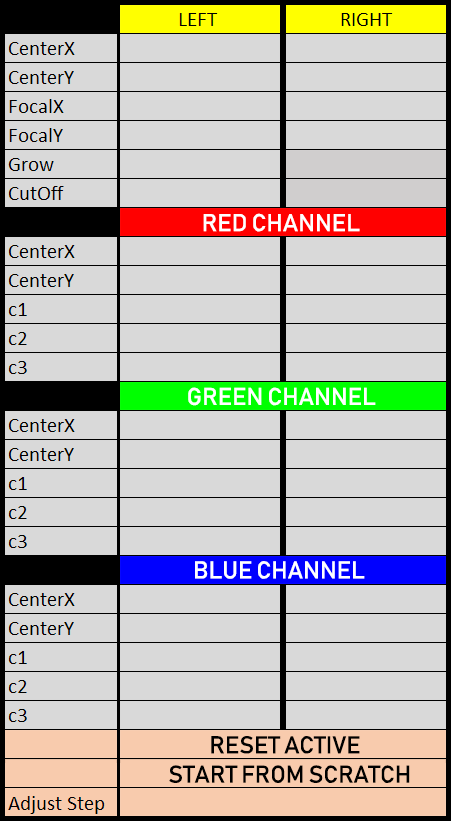 LEFT RIGHT
CenterX
CenterY
FocalX
FocalY
Grow
CutOff
RED CHANNEL
CenterX
CenterY
c1
c2
c3
GREEN CHANNEL
CenterX
CenterY
c1
c2
c3
BLUE CHANNEL
CenterX
CenterY
c1
c2
c3
RESET ACTIVE
START FROM SCRATCH
Adjust Step